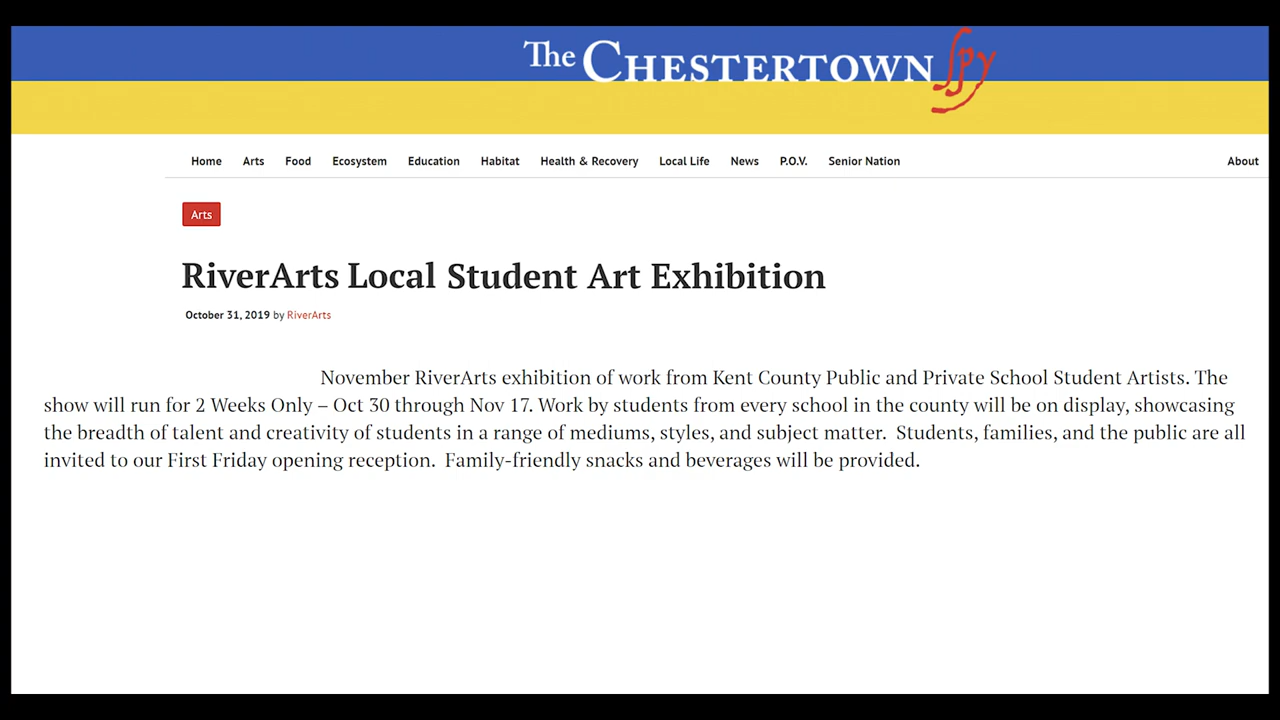 The Chestertown Spy
Home Arts Food Ecosystem Education Habitat Health & Recovery Local Life News P.O.V. Senior Nation About
Arts
RiverArts Local Student Art Exhibition
October 31, 2019 by RiverArts
November RiverArts exhibition of work from Kent County Public and Private School Student Artists. The
show will run for 2 Weeks Only – Oct 30 through Nov 17. Work by students from every school in the county will be on display, showcasing
the breadth of talent and creativity of students in a range of mediums, styles, and subject matter.  Students, families, and the public are all
invited to our First Friday opening reception.  Family-friendly snacks and beverages will be provided.